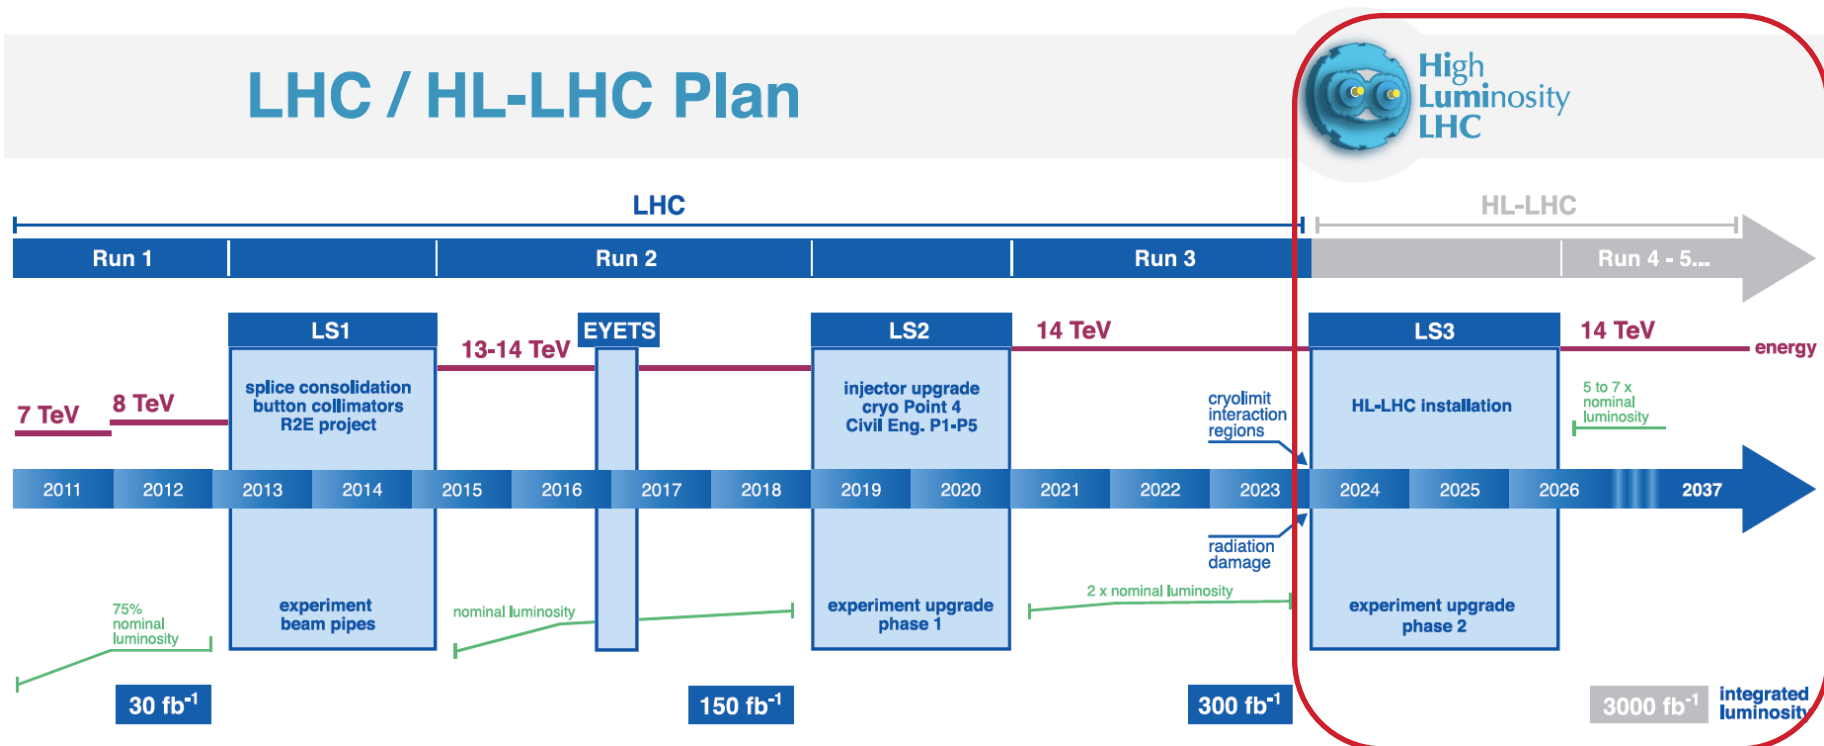 LHC / HL-LHC Plan
High
Luminosity
LHC
LHC
HL-LHC
Run 1
Run 2
Run 3
Run 4 - 5...
LS1
EYETS
LS2
LS3
7 TeV
8 TeV
13-14 TeV
14 TeV
14 TeV
energy
splice consolidation
button collimators
R2E project
injector upgrade
cryo Point 4
Civil Eng. P1-P5
cryolimit
interaction
regions
HL-LHC installation
5 to 7 x
nominal
luminosity
2011
2012
2013
2014
2015
2016
2017
2018
2019
2020
2021
2022
2023
2024
2025
2026
2037
radiation
damage
75%
nominal
luminosity
experiment
beam pipes
nominal luminosity
experiment upgrade
phase 1
2 x nominal luminosity
experiment upgrade
phase 2
30 fb⁻¹
150 fb⁻¹
300 fb⁻¹
3000 fb⁻¹
integrated
luminosity